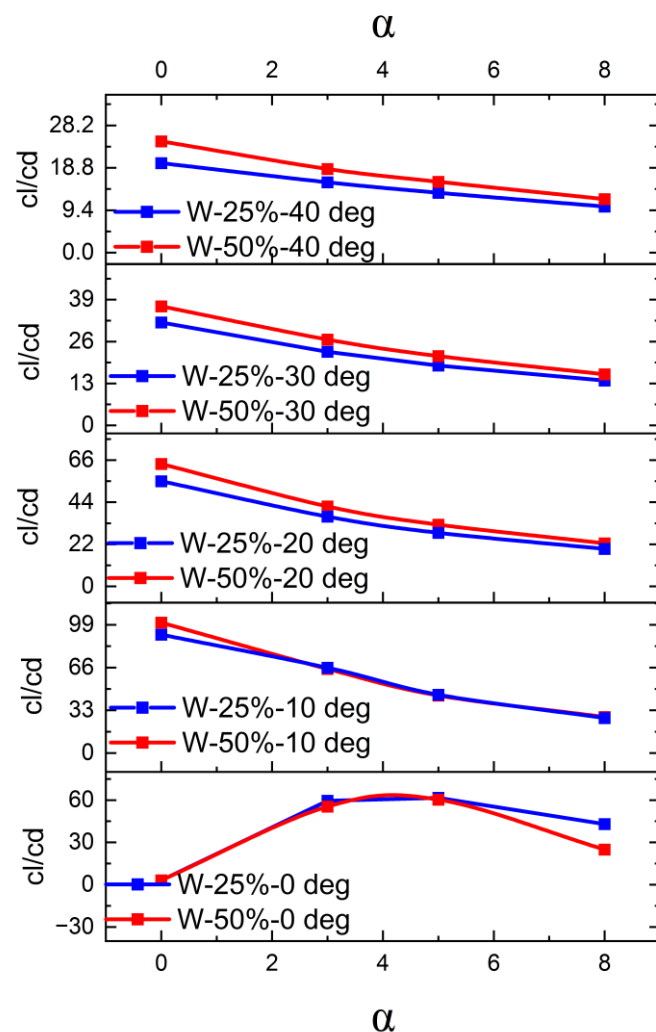 α
0 2 4 6 8
28.2
18.8
9.4
0.0
cl/cd
W-25%-40 deg
W-50%-40 deg
39
26
13
0
cl/cd
W-25%-30 deg
W-50%-30 deg
66
44
22
0
cl/cd
W-25%-20 deg
W-50%-20 deg
99
66
33
0
cl/cd
W-25%-10 deg
W-50%-10 deg
60
30
0
−30
cl/cd
W-25%-0 deg
W-50%-0 deg
0 2 4 6 8
α